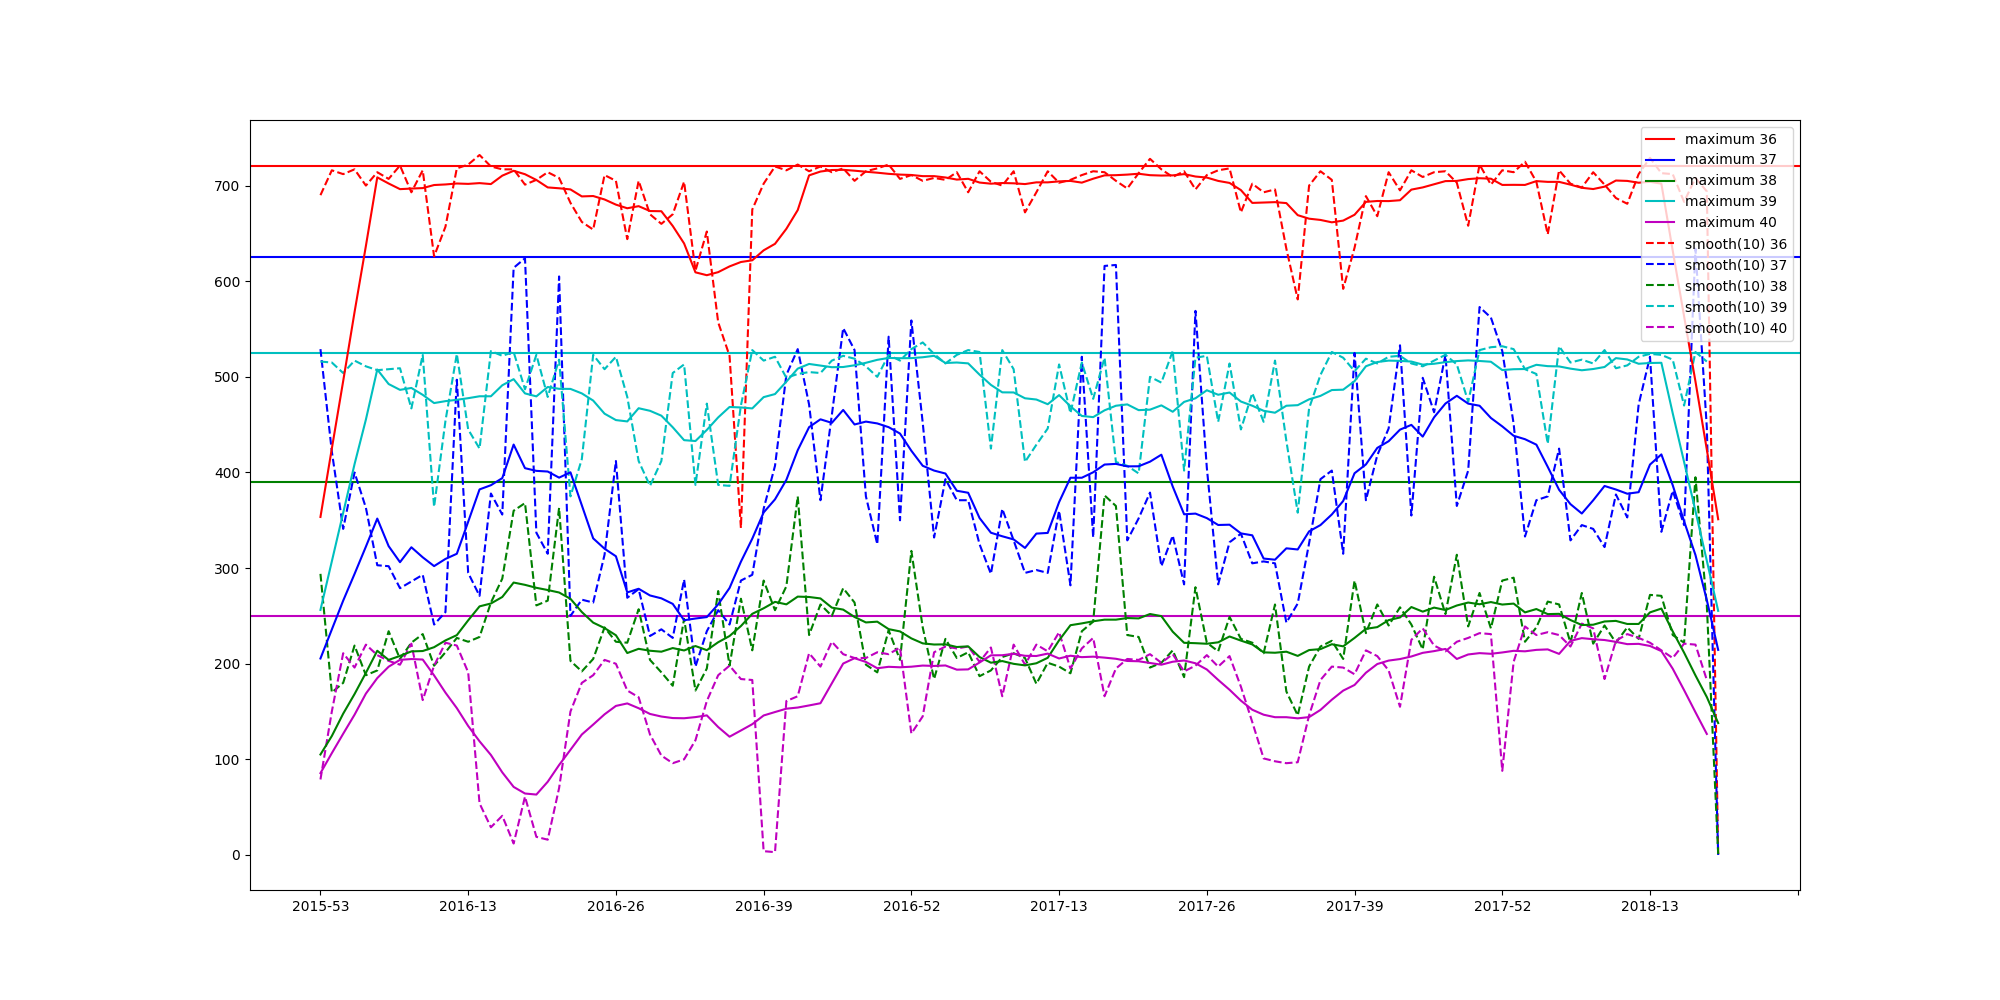 maximum 36
maximum 37
maximum 38
maximum 39
maximum 40
smooth(10) 36
smooth(10) 37
smooth(10) 38
smooth(10) 39
smooth(10) 40
700
600
500
400
300
200
100
0
2015-53 2016-13 2016-26 2016-39 2016-52 2017-13 2017-26 2017-39 2017-52 2018-13